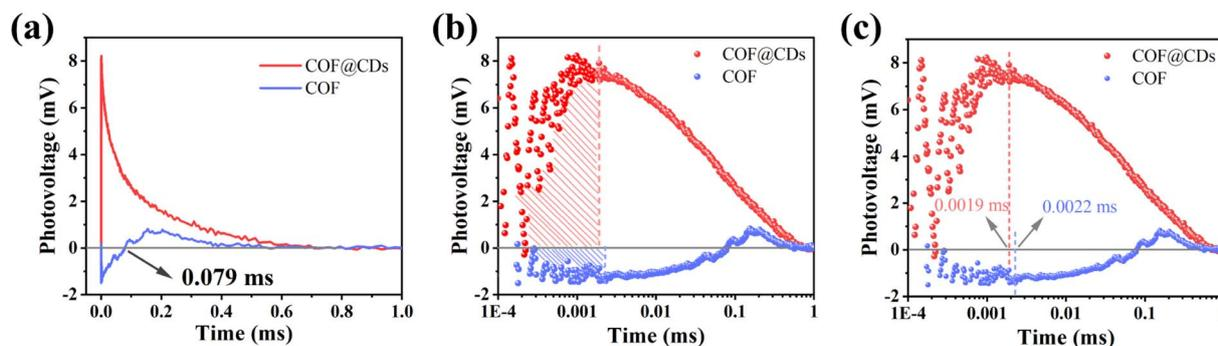 (a)
Photovoltage (mV)
8
6
4
2
0
-2
COF@CDs
COF
0.079 ms
0.0
0.2
0.4
0.6
0.8
1.0
Time (ms)
(b)
Photovoltage (mV)
8
6
4
2
0
-2
COF@CDs
COF
1E-4
0.001
0.01
0.1
1
Time (ms)
(c)
Photovoltage (mV)
8
6
4
2
0
-2
COF@CDs
COF
0.0019 ms
0.0022 ms
1E-4
0.001
0.01
0.1
Time (ms)